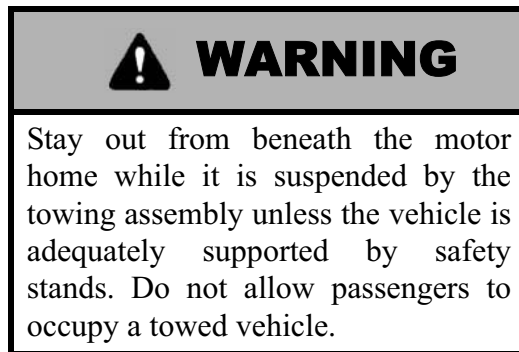 WARNING
Stay out from beneath the motor
home while it is suspended by the
towing assembly unless the vehicle is
adequately supported by safety
stands. Do not allow passengers to
occupy a towed vehicle.